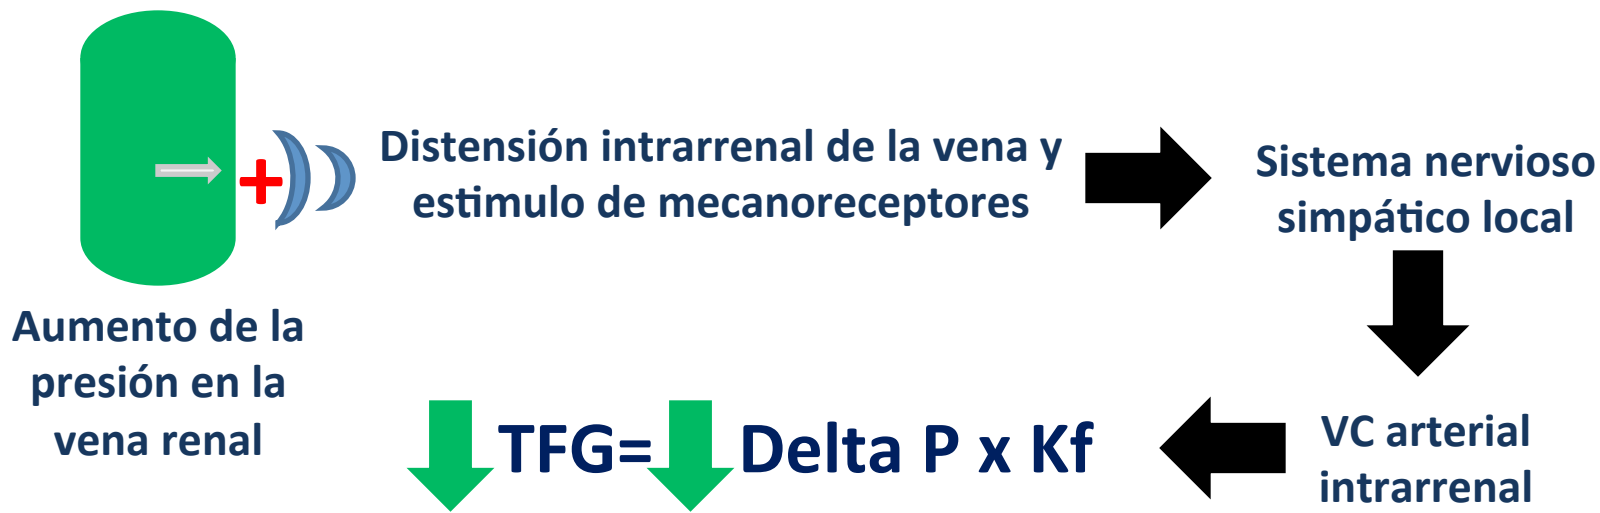 Aumento de la
presión en la
vena renal
+
Distensión intrarrenal de la vena y
estimulo de mecanoreceptores
Sistema nervioso
simpático local
VC arterial
intrarrenal
TFG= Delta P x Kf